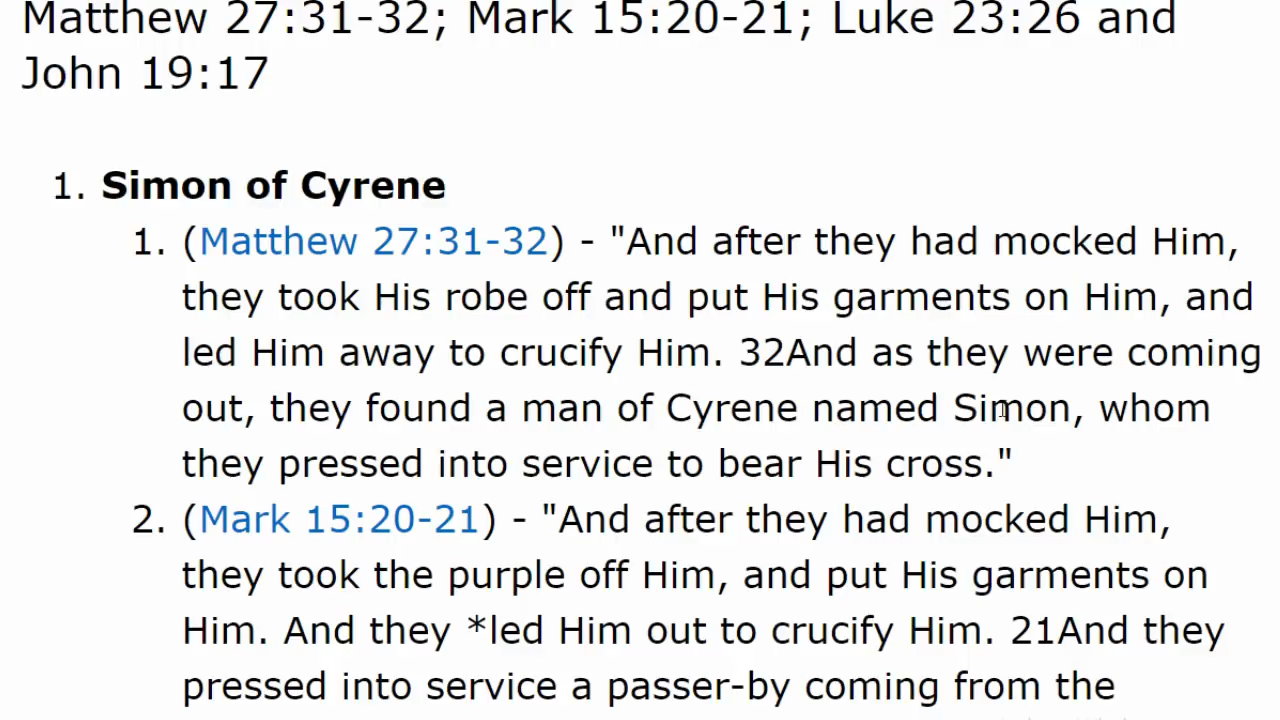 Matthew 27:31-32; Mark 15:20-21; Luke 23:26 and
John 19:17
1. Simon of Cyrene
1. (Matthew 27:31-32) - "And after they had mocked Him,
they took His robe off and put His garments on Him, and
led Him away to crucify Him. 32And as they were coming
out, they found a man of Cyrene named Simon, whom
they pressed into service to bear His cross."
2. (Mark 15:20-21) - "And after they had mocked Him,
they took the purple off Him, and put His garments on
Him. And they *led Him out to crucify Him. 21And they
pressed into service a passer-by coming from the